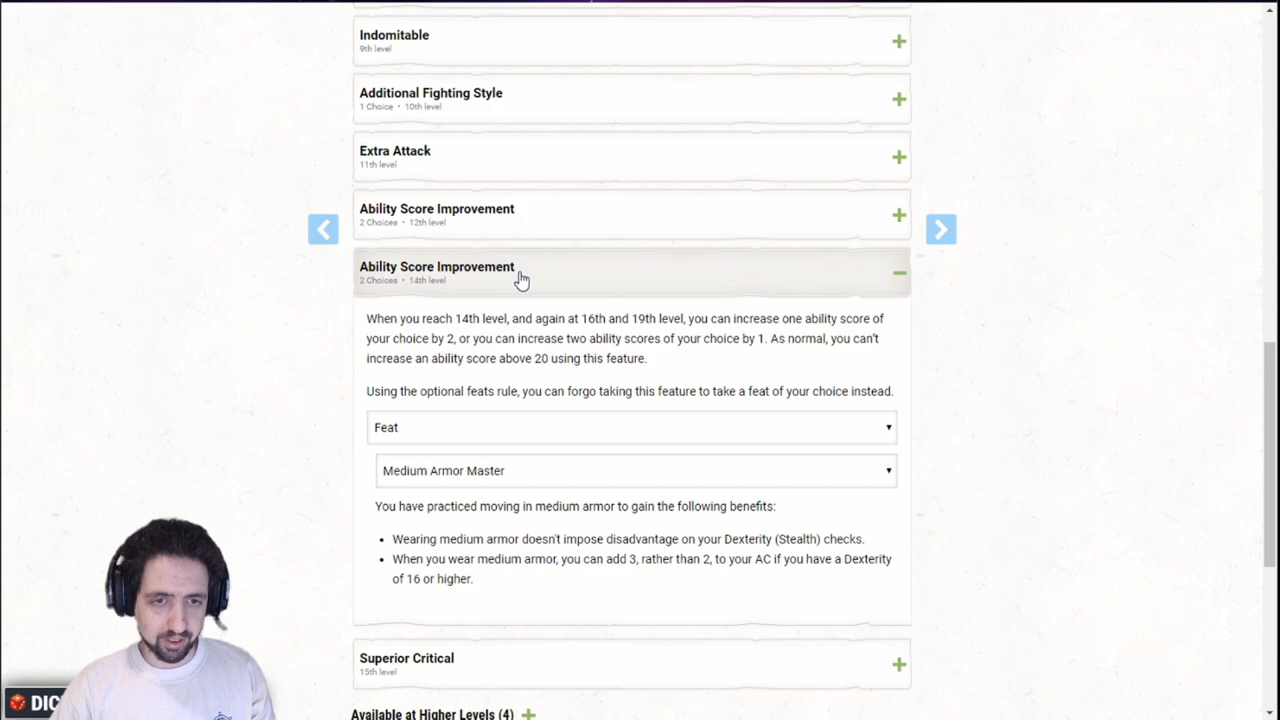 Indomitable
9th level
Additional Fighting Style
1 Choice • 10th level
Extra Attack
11th level
Ability Score Improvement
2 Choices • 12th level
Ability Score Improvement
2 Choices • 14th level
When you reach 14th level, and again at 16th and 19th level, you can increase one ability score of
your choice by 2, or you can increase two ability scores of your choice by 1. As normal, you can't
increase an ability score above 20 using this feature.
Using the optional feats rule, you can forgo taking this feature to take a feat of your choice instead.
Feat
Medium Armor Master
You have practiced moving in medium armor to gain the following benefits:
• Wearing medium armor doesn't impose disadvantage on your Dexterity (Stealth) checks.
• When you wear medium armor, you can add 3, rather than 2, to your AC if you have a Dexterity
of 16 or higher.
Superior Critical
15th level
DIC
Available at Higher Levels (4)